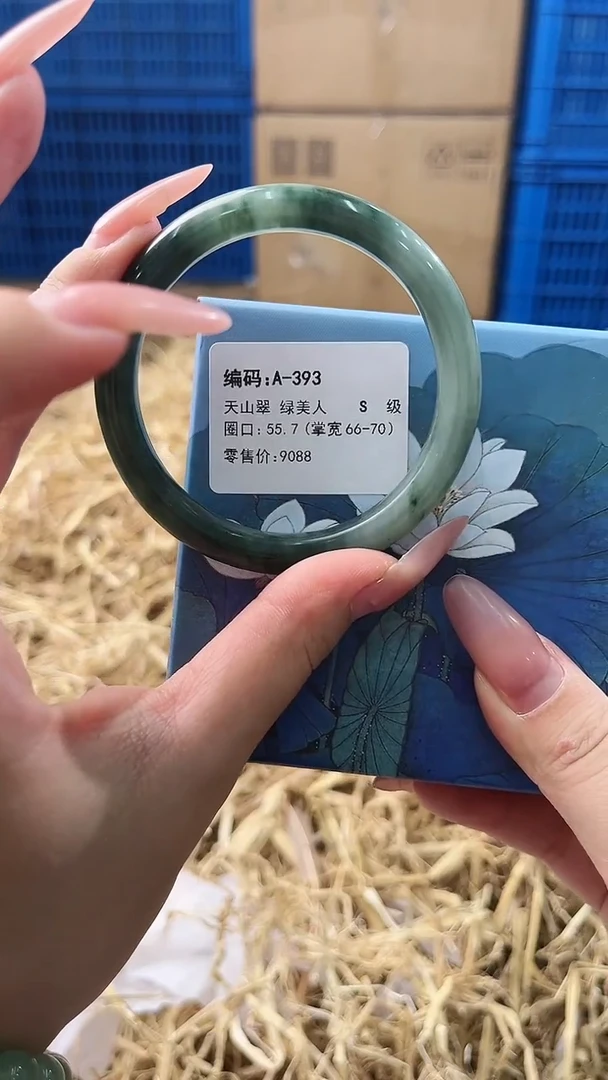 编码:A-393
天山翠 绿美人 S 级
圈口: 55.7 (掌宽66-70)
零售价:9088